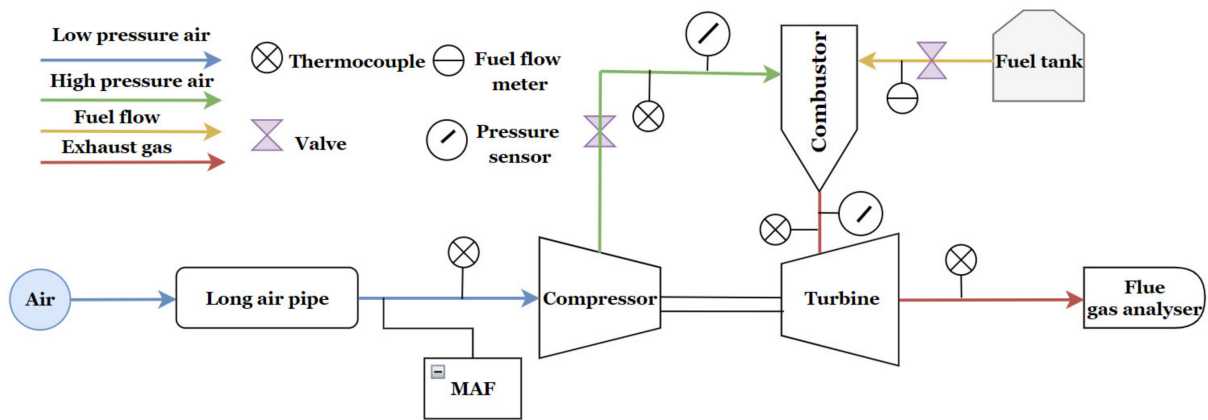 Low pressure air
High pressure air
Fuel flow
Exhaust gas
Thermocouple
Valve
Fuel flow
meter
Pressure
sensor
Combustor
Fuel tank
Air
Long air pipe
MAF
Compressor
Turbine
Flue
gas analyser